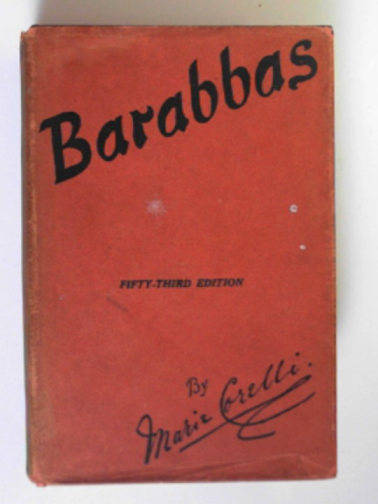 Barabbas
FIFTY-THIRD EDITION
By
Marie Corelli.